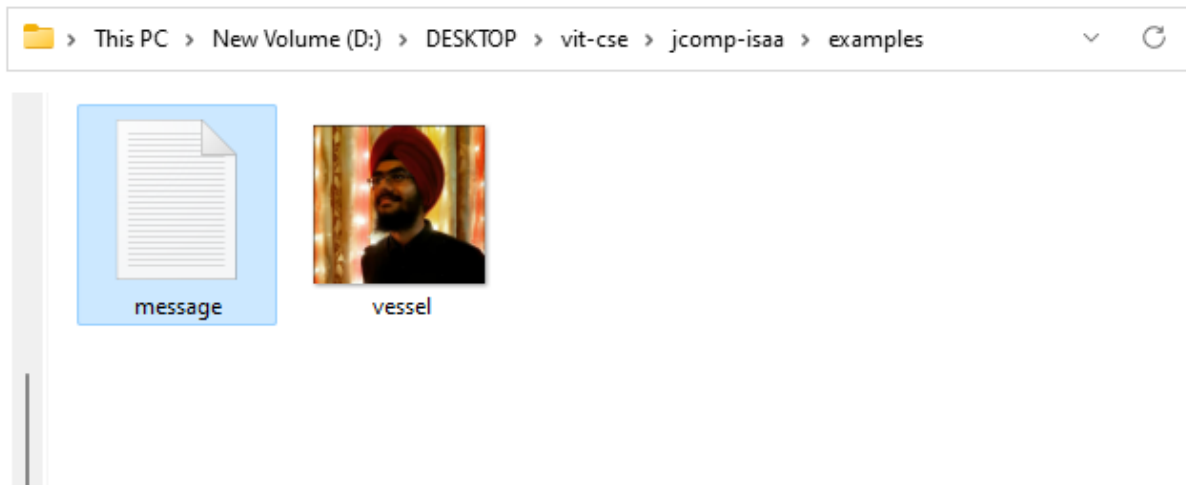 This PC > New Volume (D:) > DESKTOP > vit-cse > jcomp-isaa > examples
message
vessel